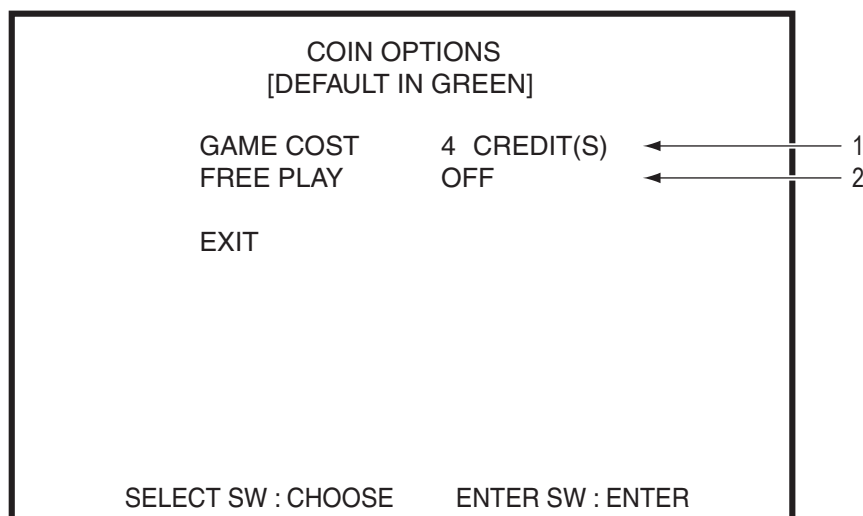 COIN OPTIONS
[DEFAULT IN GREEN]
GAME COST 4 CREDIT(S) 1
FREE PLAY OFF 2
EXIT
SELECT SW : CHOOSE ENTER SW : ENTER